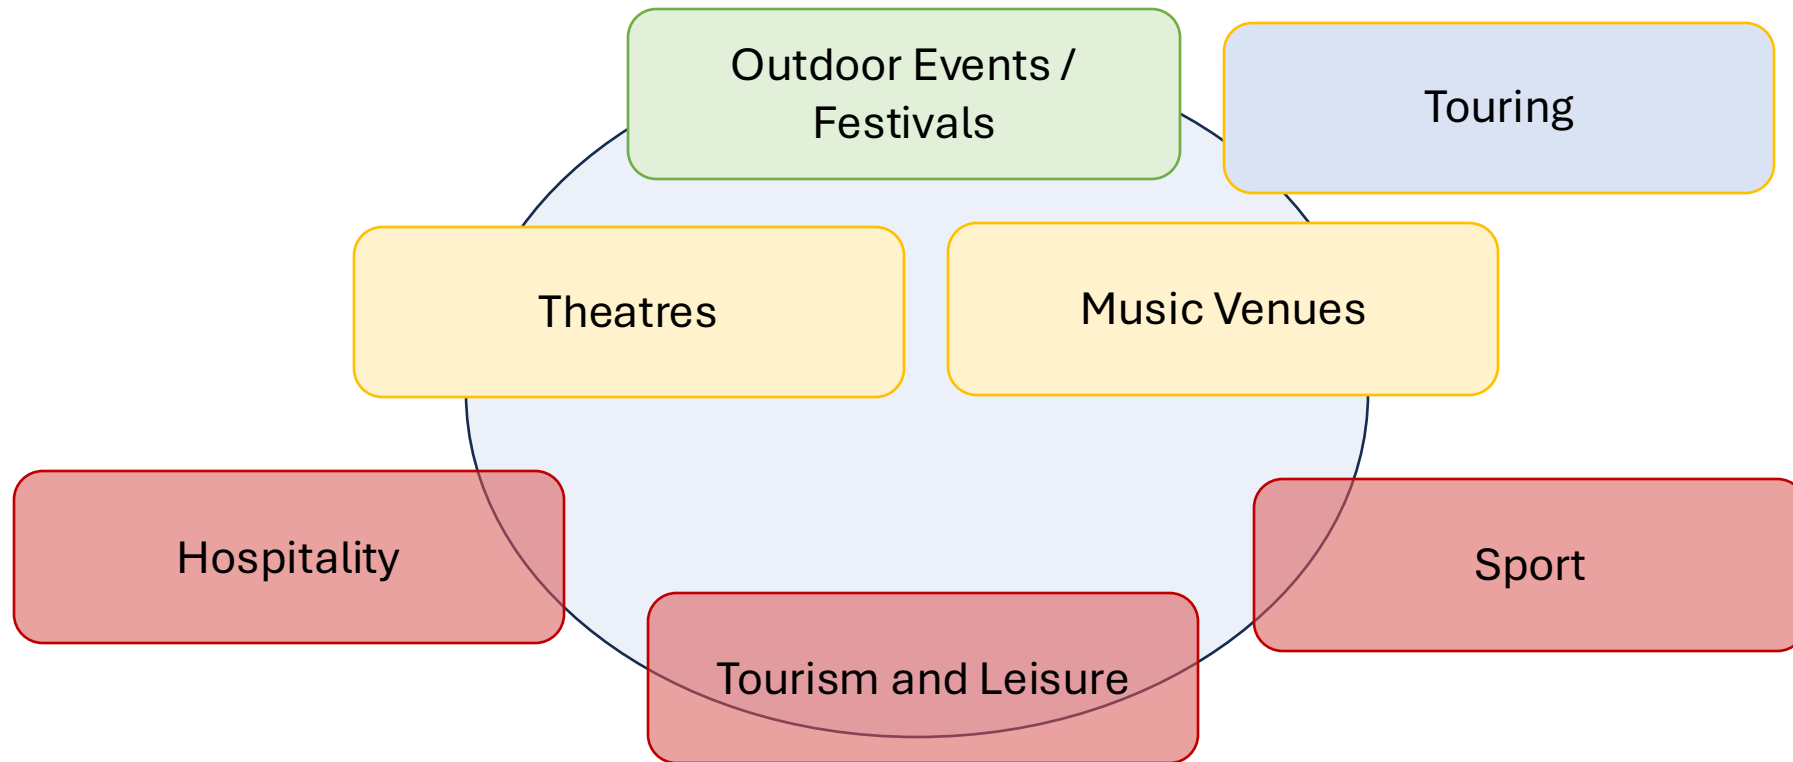 Outdoor Events /
Festivals
Touring
Theatres
Music Venues
Hospitality
Sport
Tourism and Leisure